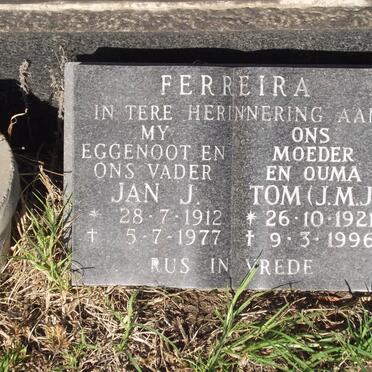 FERREIRA
IN TERE HERINNERING AAN
MY
EGGENOOT EN
ONS VADER
JAN J.
* 28-7-1912
† 5-7-1977
ONS
MOEDER
EN OUMA
TOM (J.M.J
* 26-10-1921
† 9-3-1996
RUS IN VREDE